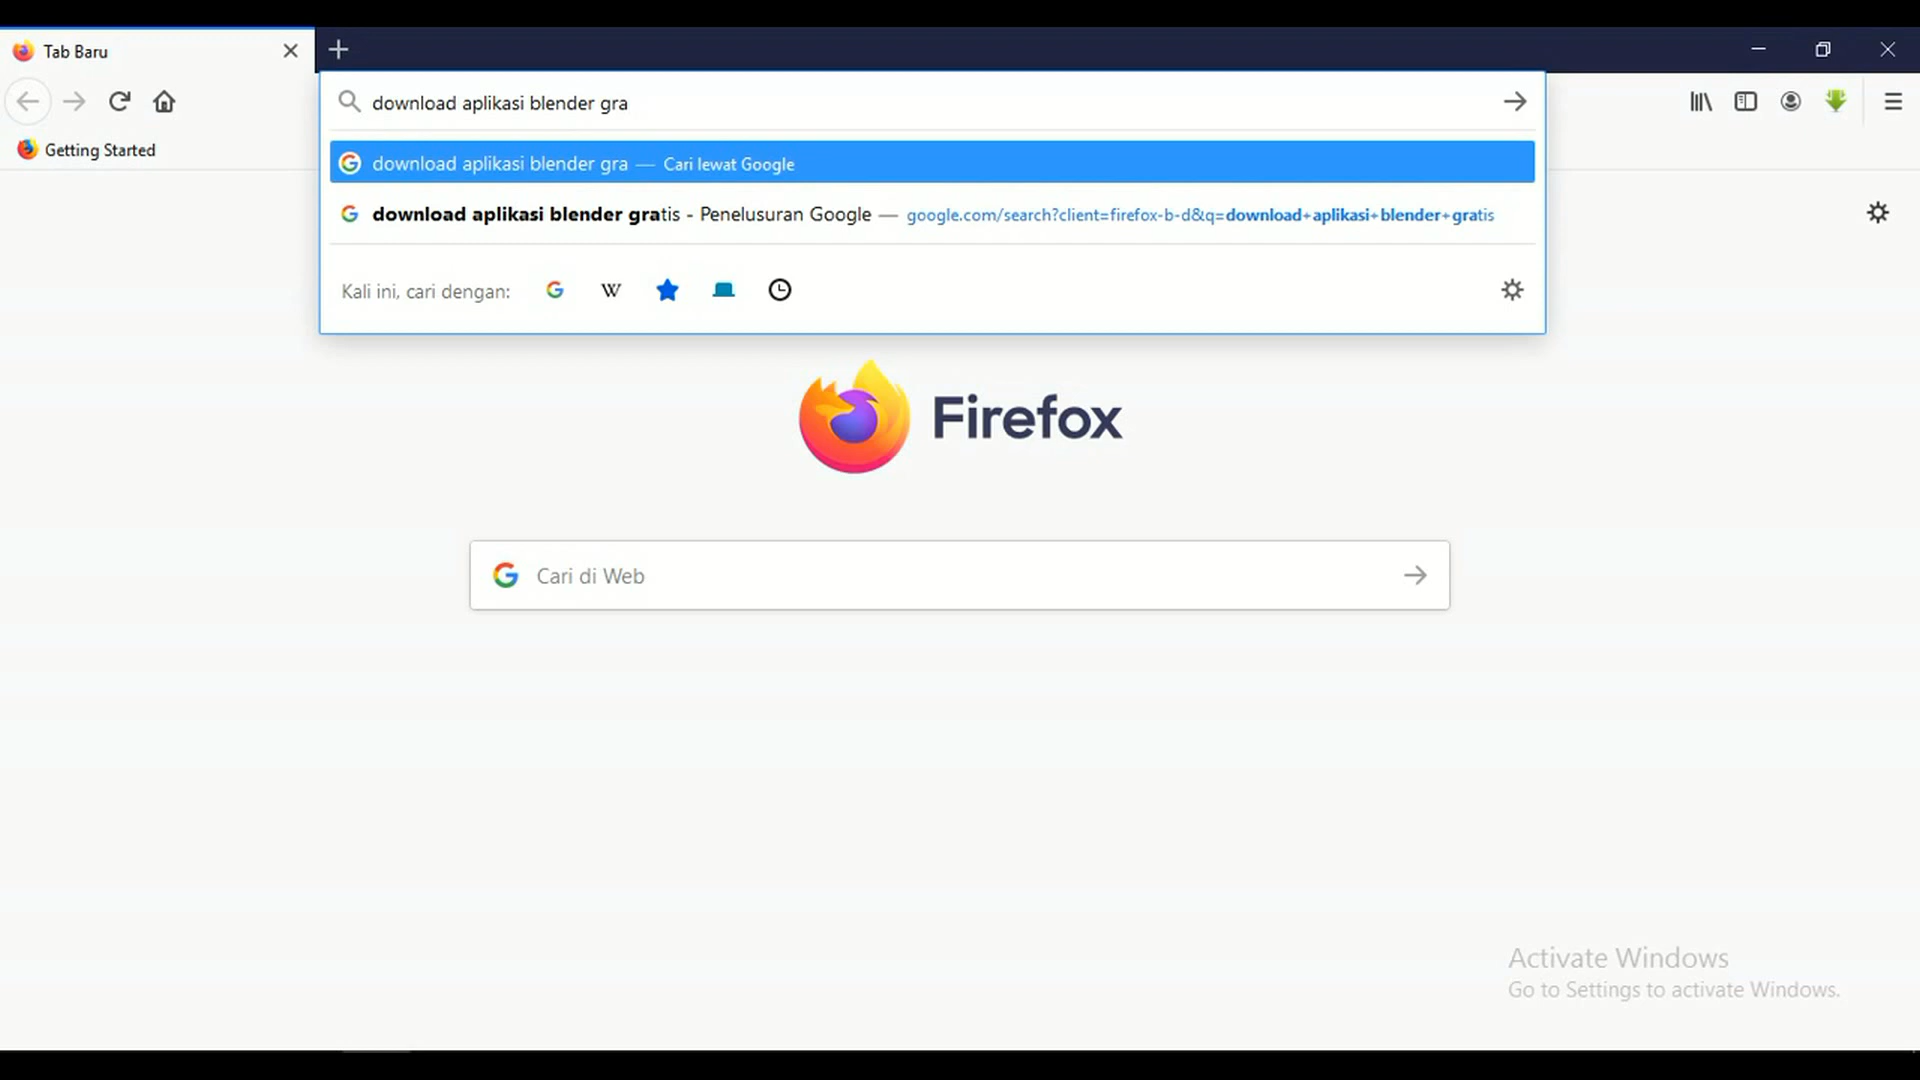 Tab Baru
download aplikasi blender gra
Getting Started
download aplikasi blender gra — Cari lewat Google
download aplikasi blender gratis - Penelusuran Google — google.com/search?client=firefox-b-d&q=download+aplikasi+blender+gratis
Kali ini, cari dengan:
Firefox
Cari di Web
Activate Windows
Go to Settings to activate Windows.